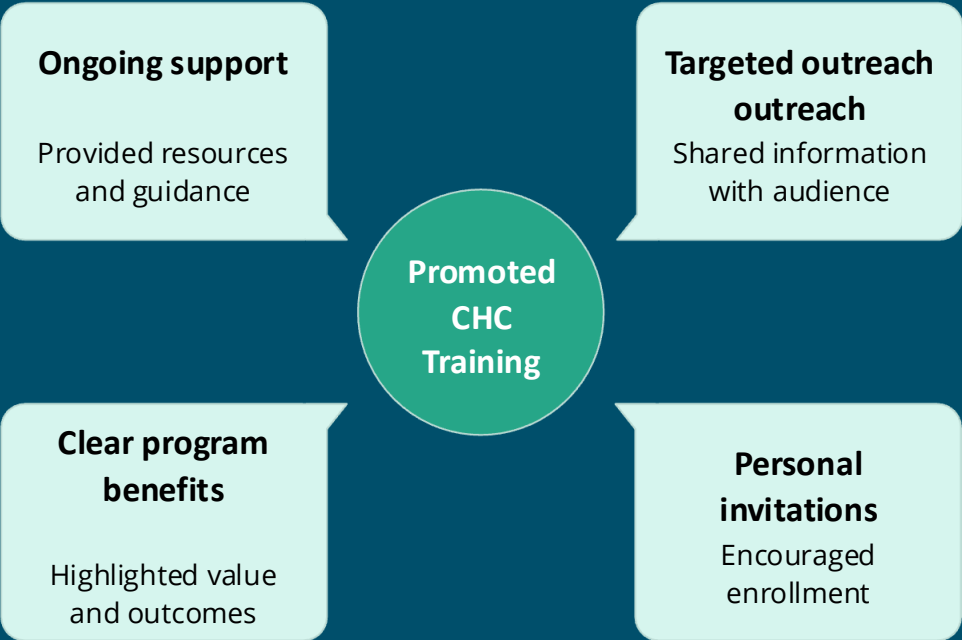 Ongoing support
Provided resources
and guidance
Targeted outreach
outreach
Shared information
with audience
Promoted
CHC
Training
Clear program
benefits
Highlighted value
and outcomes
Personal
invitations
Encouraged
enrollment